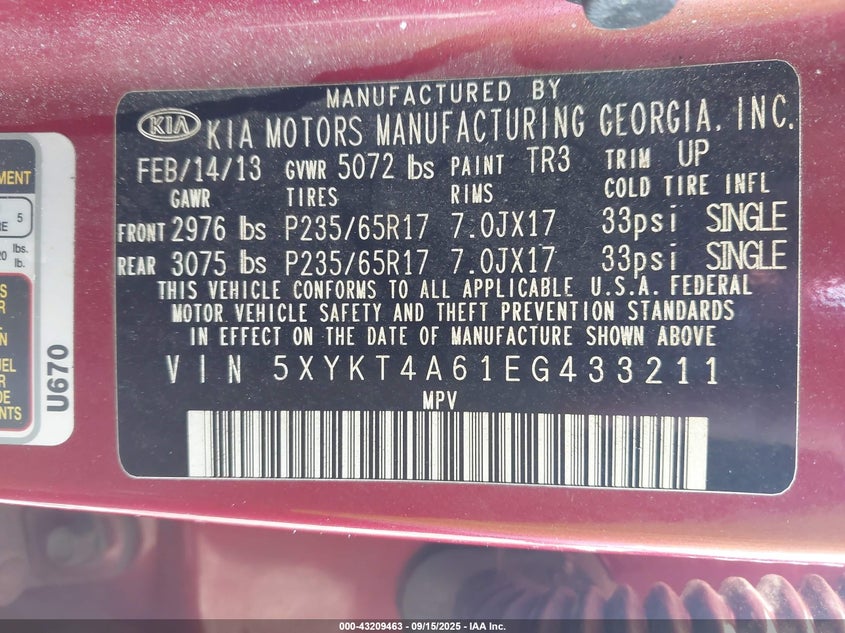 MANUFACTURED BY
KIA
KIA MOTORS MANUFACTURING GEORGIA, INC.
FEB/14/13 GVWR 5072 lbs PAINT TR3 TRIM UP
GAWR TIRES RIMS COLD TIRE INFL
FRONT 2976 lbs P235/65R17 7.0JX17 33psi SINGLE
REAR 3075 lbs P235/65R17 7.0JX17 33psi SINGLE
THIS VEHICLE CONFORMS TO ALL APPLICABLE U.S.A. FEDERAL
MOTOR VEHICLE SAFETY AND THEFT PREVENTION STANDARDS
IN EFFECT ON THE DATE OF MANUFACTURE SHOWN ABOVE
VIN 5XYKT4A61EG433211
MPV
5
lbs.
lb.
U670
000-43209463 - 09/15/2025 - IAA Inc.